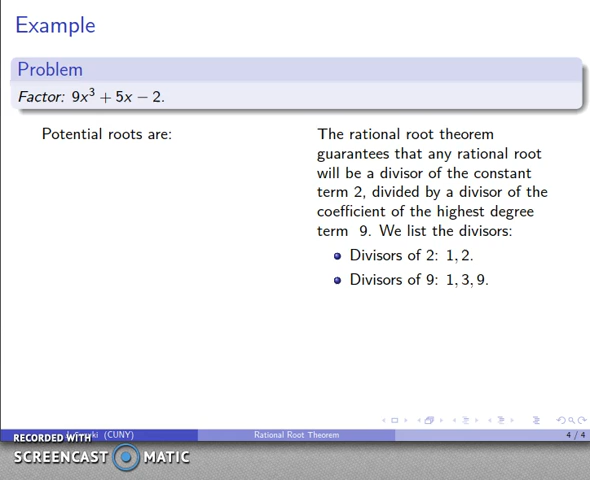 Example
Problem
Factor: 9x³ + 5x − 2.
Potential roots are:
The rational root theorem
guarantees that any rational root
will be a divisor of the constant
term 2, divided by a divisor of the
coefficient of the highest degree
term 9. We list the divisors:
Divisors of 2: 1, 2.
Divisors of 9: 1, 3, 9.
(CUNY)
Rational Root Theorem
4 / 4
RECORDED WITH
SCREENCAST MATIC